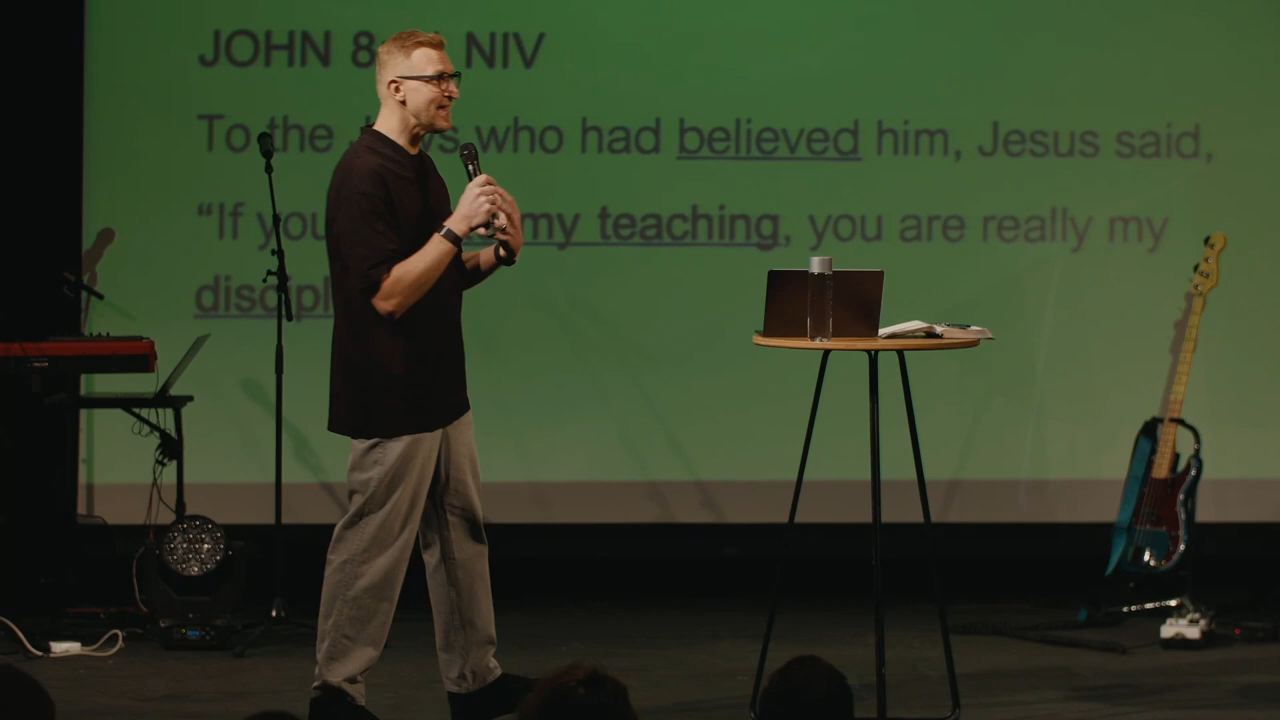 JOHN 8 NIV
To the who had believed him, Jesus said,
“If you my teaching, you are really my